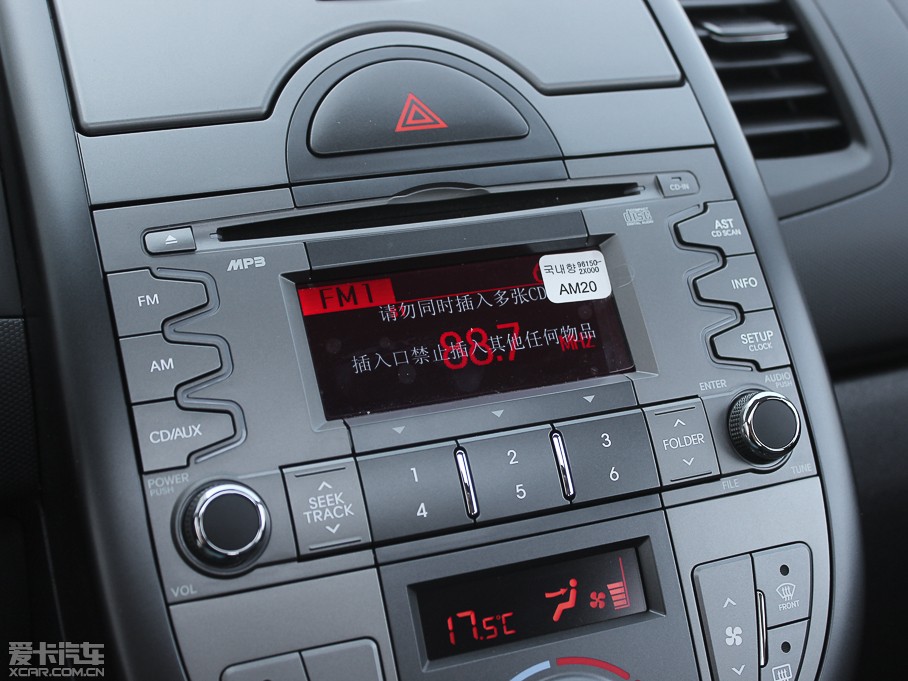 CD-IN
disc
MP3
AST
CD SCAN
국내향 96150-
2X000
AM20
FM1
请勿同时插入多张CD
FM
INFO
88.7 MHz
插入口禁止插入其他任何物品
AM
SETUP
CLOCK
CD/AUX
ENTER
AUDIO
PUSH
POWER
PUSH
SEEK
TRACK
1
4
2
5
3
6
FOLDER
FILE
TUNE
VOL
17.5℃
FRONT
爱卡汽车
XCAR.COM.CN